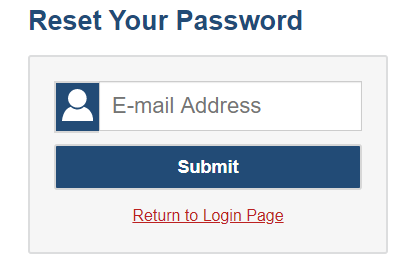 Reset Your Password
E-mail Address
Submit
Return to Login Page